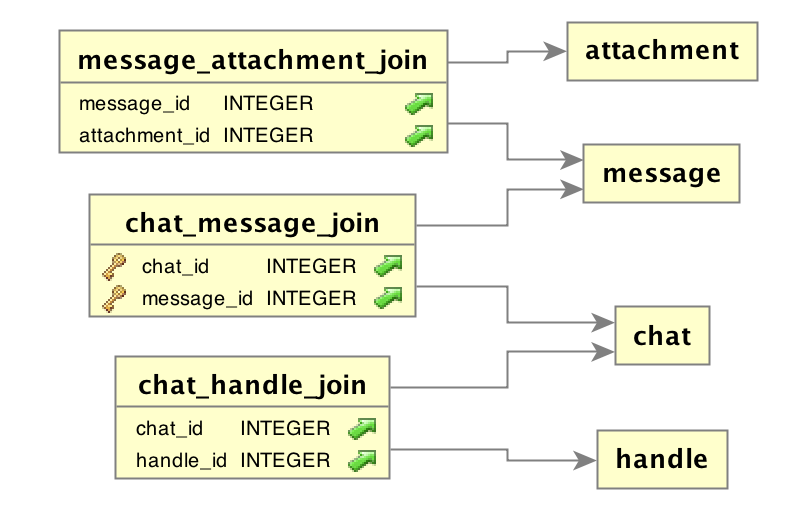 message_attachment_join
message_id INTEGER
attachment_id INTEGER
attachment
message
chat_message_join
chat_id INTEGER
message_id INTEGER
chat
chat_handle_join
chat_id INTEGER
handle_id INTEGER
handle